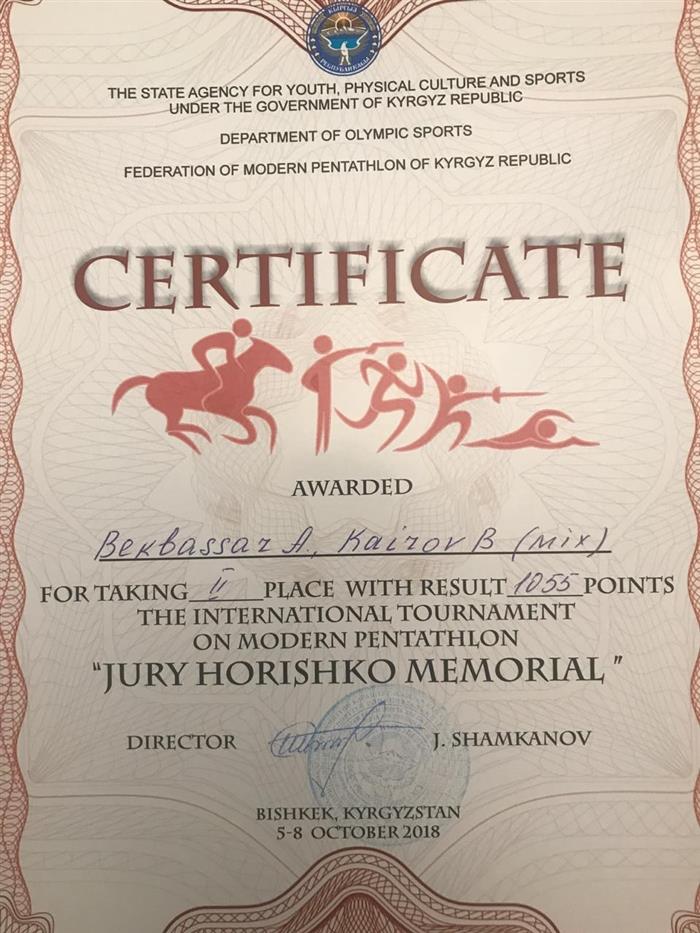 КЫРГЫЗ
РЕСПУБЛИКАСЫ
THE STATE AGENCY FOR YOUTH, PHYSICAL CULTURE AND SPORTS
UNDER THE GOVERNMENT OF KYRGYZ REPUBLIC
DEPARTMENT OF OLYMPIC SPORTS
FEDERATION OF MODERN PENTATHLON OF KYRGYZ REPUBLIC
CERTIFICATE
AWARDED
Bekbassar A, Kairov B (mix)
FOR TAKING II PLACE WITH RESULT 1055 POINTS
THE INTERNATIONAL TOURNAMENT
ON MODERN PENTATHLON
“JURY HORISHKO MEMORIAL ”
DIRECTOR J. SHAMKANOV
BISHKEK, KYRGYZSTAN
5-8 OCTOBER 2018